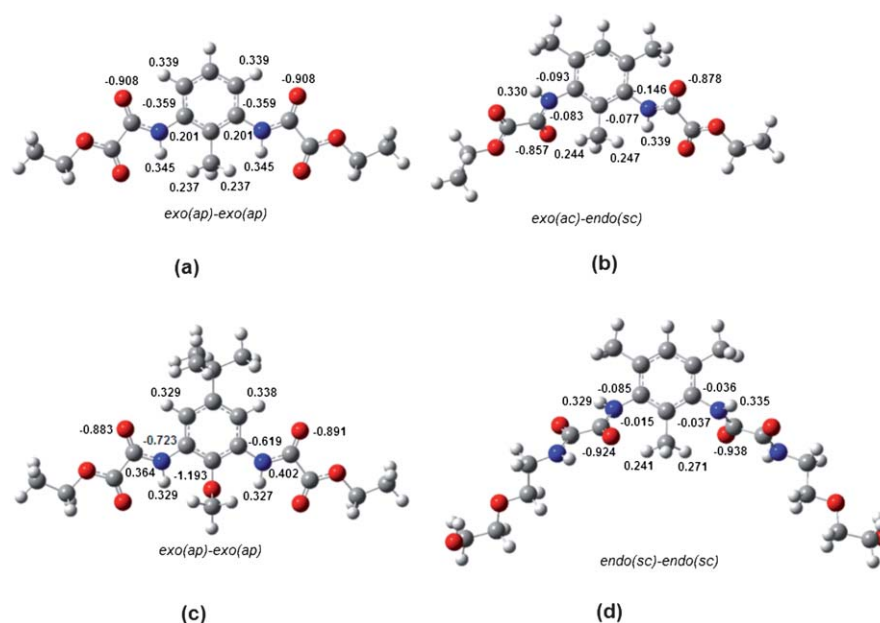 0.339 0.339
-0.908 -0.908
-0.359 -0.359
0.201 0.201
0.345 0.345
0.237 0.237
exo(ap)-exo(ap)
(a)
-0.093 -0.146 -0.878
0.330
-0.083 -0.077
-0.857 0.339
0.244 0.247
exo(ac)-endo(sc)
(b)
0.329 0.338
-0.883 -0.891
-0.723 -0.619
0.364 -1.193 0.402
0.329 0.327
exo(ap)-exo(ap)
(c)
-0.085 -0.036
0.329 0.335
-0.015 -0.037
-0.924 -0.938
0.241 0.271
endo(sc)-endo(sc)
(d)